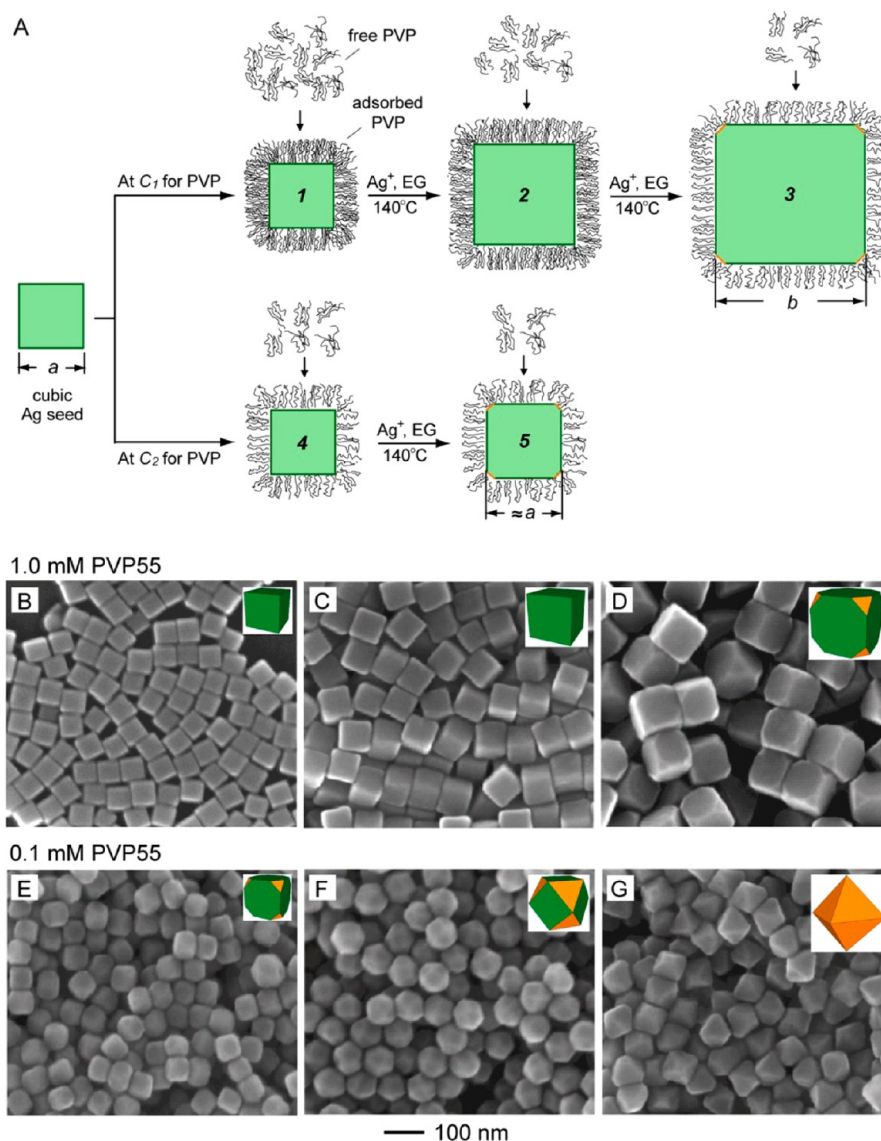 A
free PVP
adsorbed
PVP
At C₁ for PVP
1
Ag⁺, EG
140°C
2
Ag⁺, EG
140°C
3
b
a
cubic
Ag seed
At C₂ for PVP
4
Ag⁺, EG
140°C
5
≈a
1.0 mM PVP55
B
C
D
0.1 mM PVP55
E
F
G
100 nm